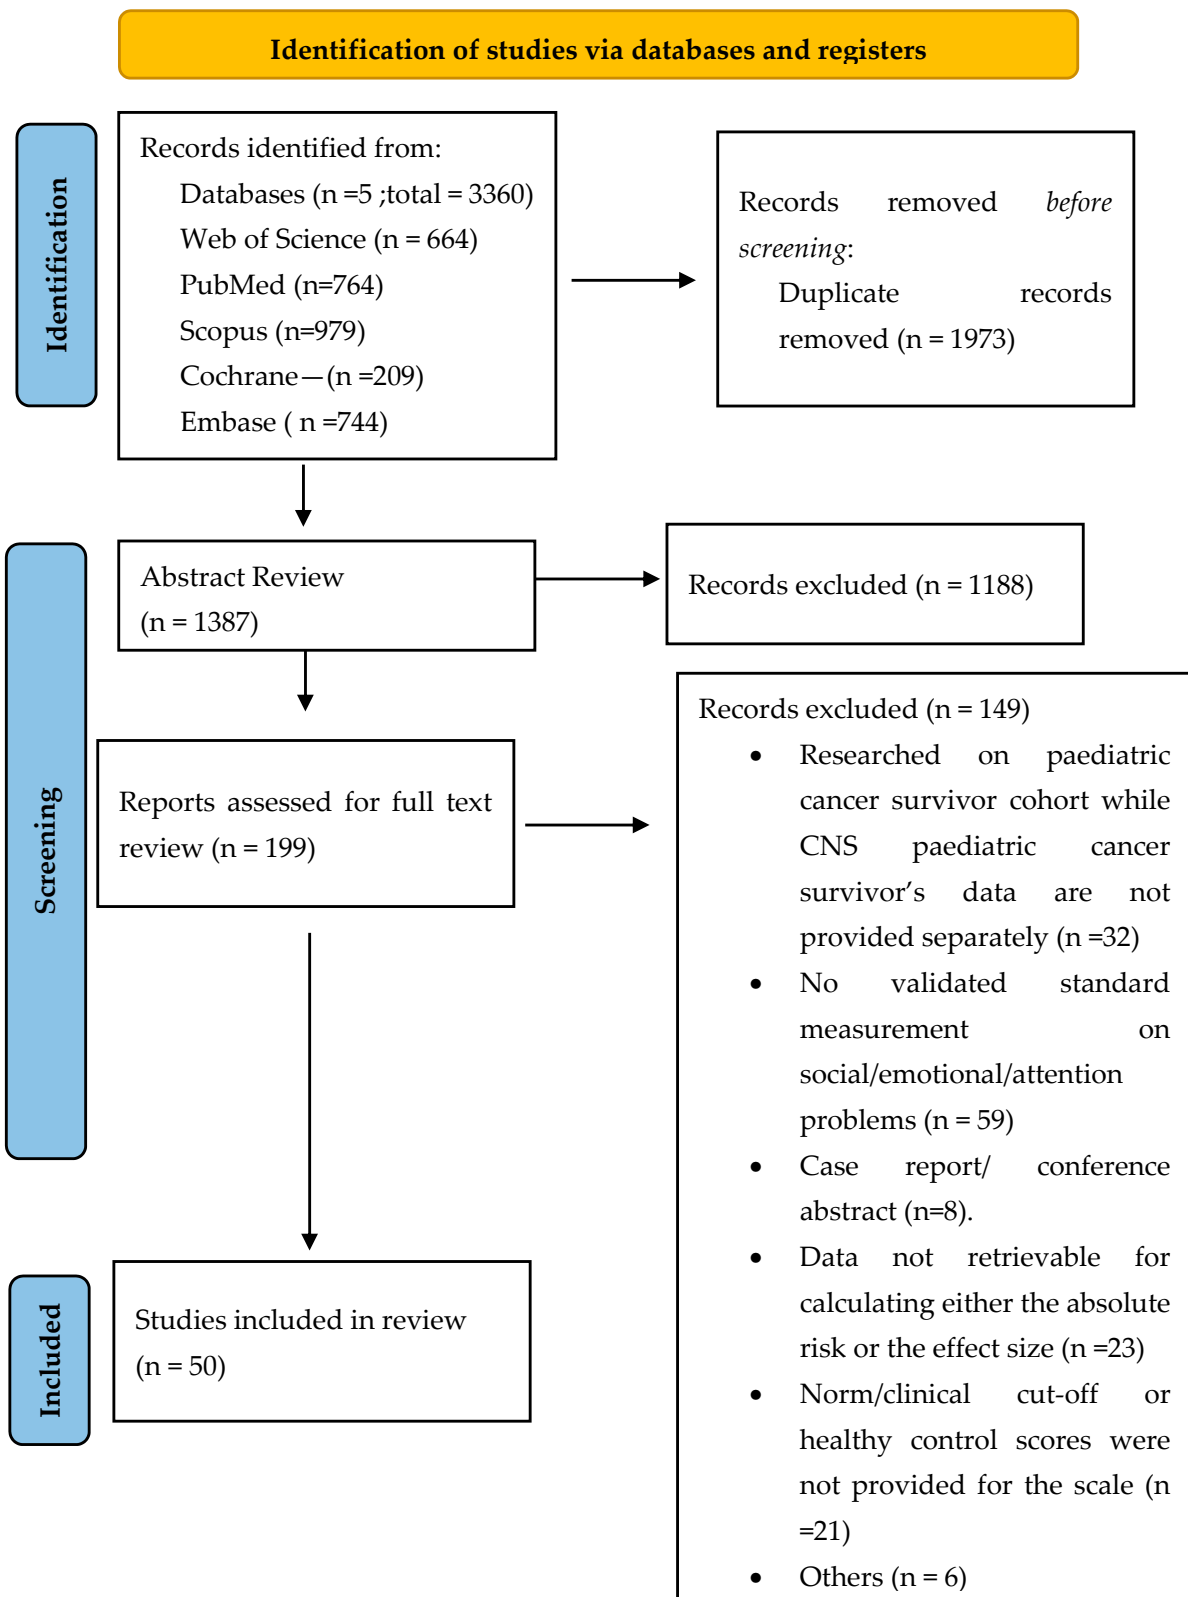 Identification of studies via databases and registers
Identification
Records identified from:
Databases (n =5 ;total = 3360)
Web of Science (n = 664)
PubMed (n=764)
Scopus (n=979)
Cochrane—(n =209)
Embase ( n =744)
Records removed before
screening:
Duplicate records
removed (n = 1973)
Screening
Abstract Review
(n = 1387)
Records excluded (n = 1188)
Reports assessed for full text
review (n = 199)
Records excluded (n = 149)
• Researched on paediatric
cancer survivor cohort while
CNS paediatric cancer
survivor’s data are not
provided separately (n =32)
• No validated standard
measurement on
social/emotional/attention
problems (n = 59)
• Case report/ conference
abstract (n=8).
• Data not retrievable for
calculating either the absolute
risk or the effect size (n =23)
• Norm/clinical cut-off or
healthy control scores were
not provided for the scale (n
=21)
• Others (n = 6)
Included
Studies included in review
(n = 50)